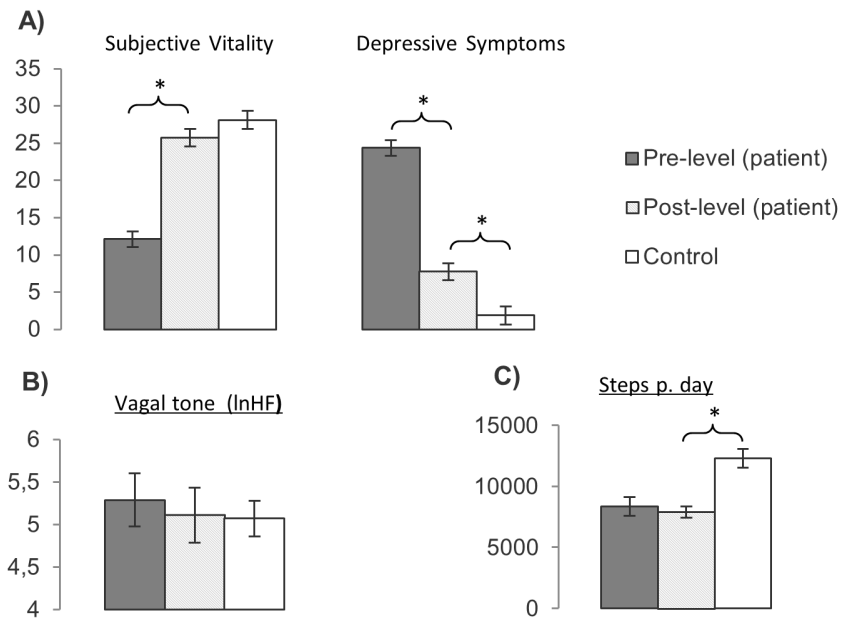 A)
Subjective Vitality
Depressive Symptoms
35
30
25
20
15
10
5
0
*
*
*
Pre-level (patient)
Post-level (patient)
Control
B)
Vagal tone (lnHF)
6
5,5
5
4,5
4
C)
Steps p. day
15000
10000
5000
0
*